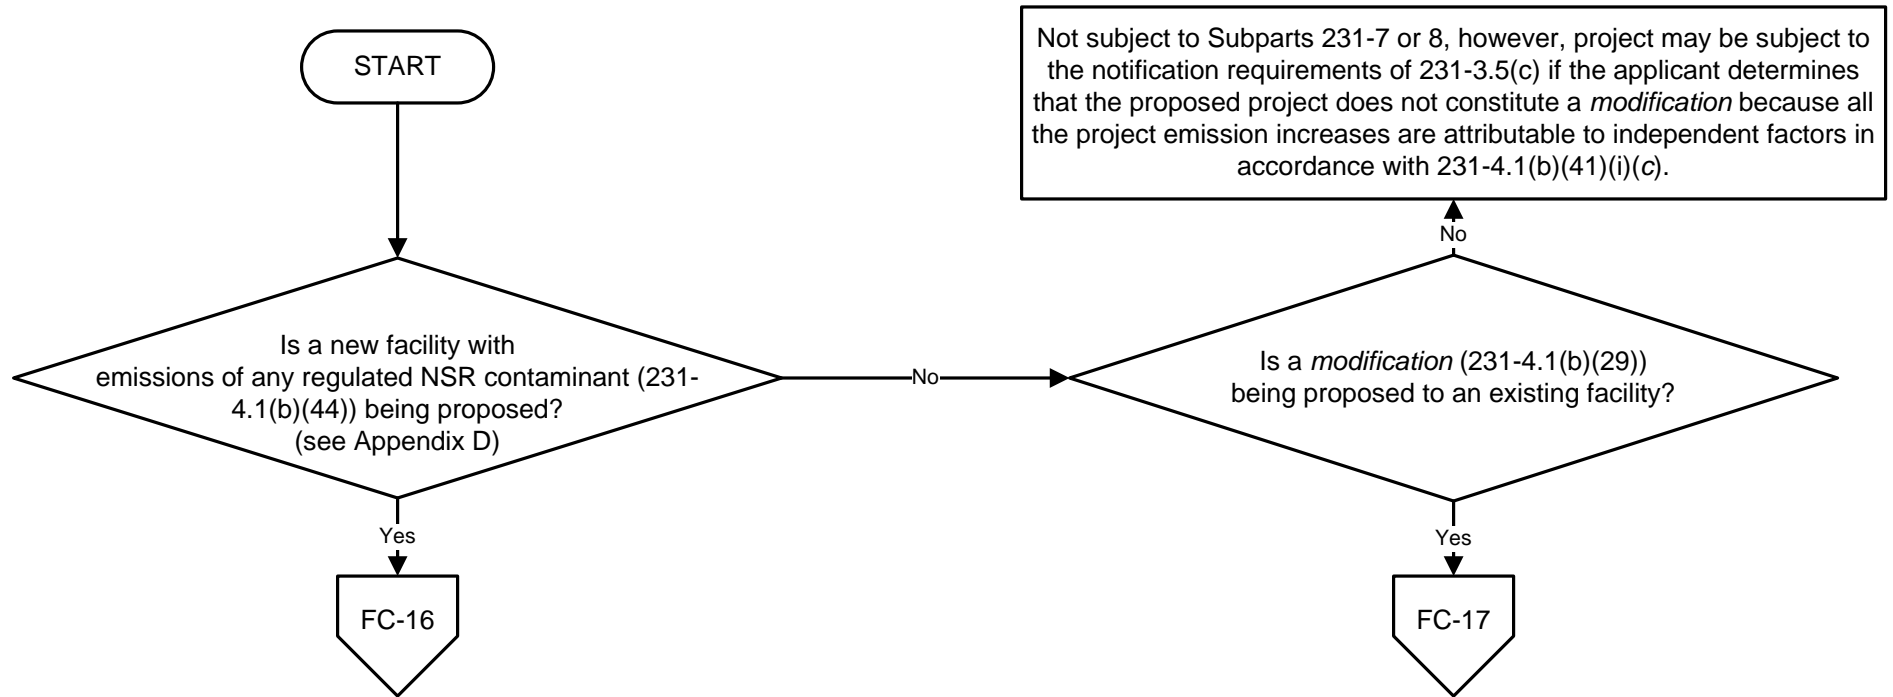 START
Not subject to Subparts 231-7 or 8, however, project may be subject to
the notification requirements of 231-3.5(c) if the applicant determines
that the proposed project does not constitute a modification because all
the project emission increases are attributable to independent factors in
accordance with 231-4.1(b)(41)(i)(c).
No
Is a new facility with
emissions of any regulated NSR contaminant (231-
4.1(b)(44)) being proposed?
(see Appendix D)
No
Is a modification (231-4.1(b)(29))
being proposed to an existing facility?
Yes
FC-16
Yes
FC-17